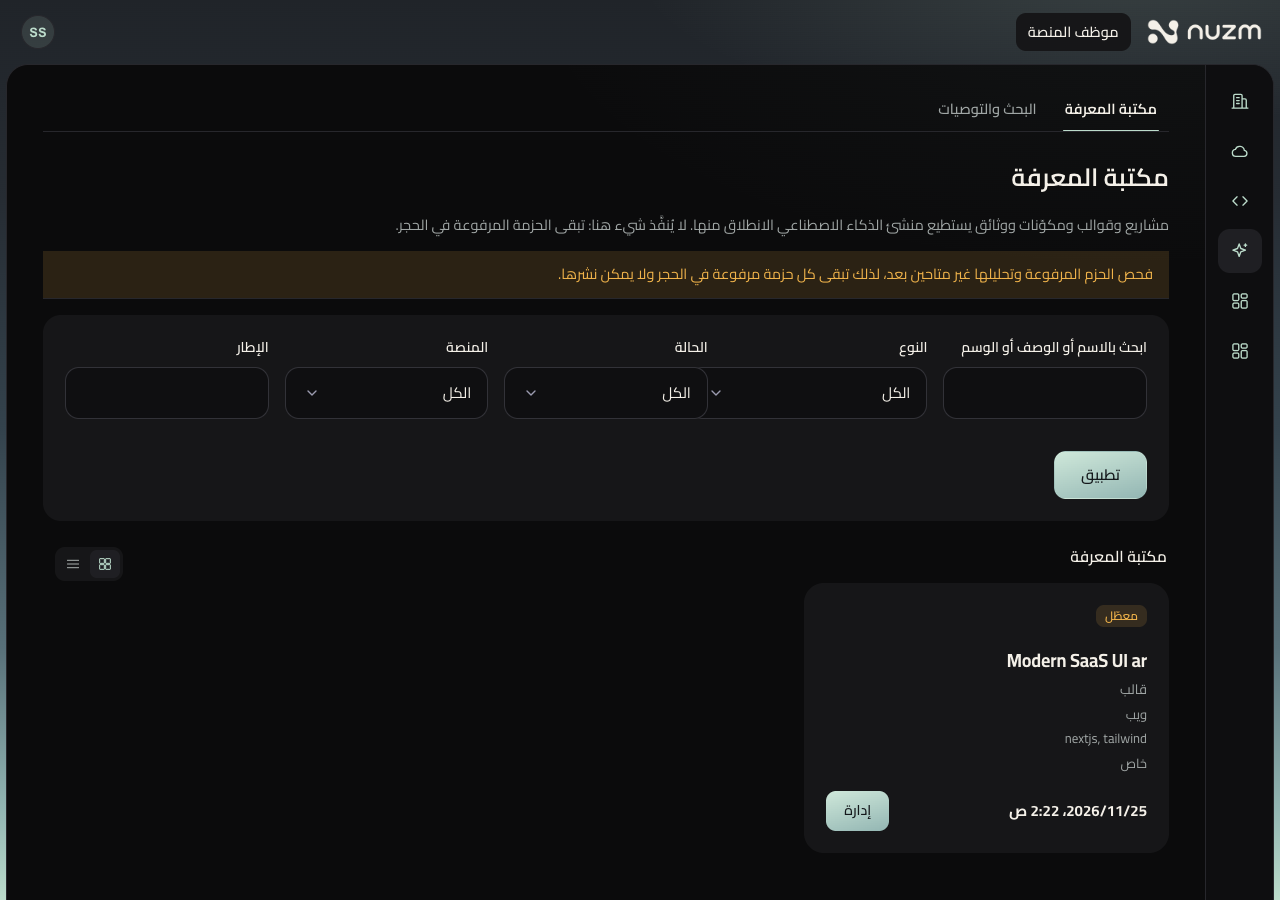 nuzm
موظف المنصة
SS
مكتبة المعرفة
البحث والتوصيات
مكتبة المعرفة
مشاريع وقوالب ومكوّنات ووثائق يستطيع منشئ الذكاء الاصطناعي الانطلاق منها. لا يُنفَّذ شيء هنا: تبقى الحزمة المرفوعة في الحجر.
فحص الحزم المرفوعة وتحليلها غير متاحين بعد، لذلك تبقى كل حزمة مرفوعة في الحجر ولا يمكن نشرها.
ابحث بالاسم أو الوصف أو الوسم
النوع
الحالة
المنصة
الإطار
الكل
الكل
الكل
تطبيق
مكتبة المعرفة
معطّل
Modern SaaS UI ar
قالب
ويب
nextjs, tailwind
خاص
2026/11/25، 2:22 ص
إدارة